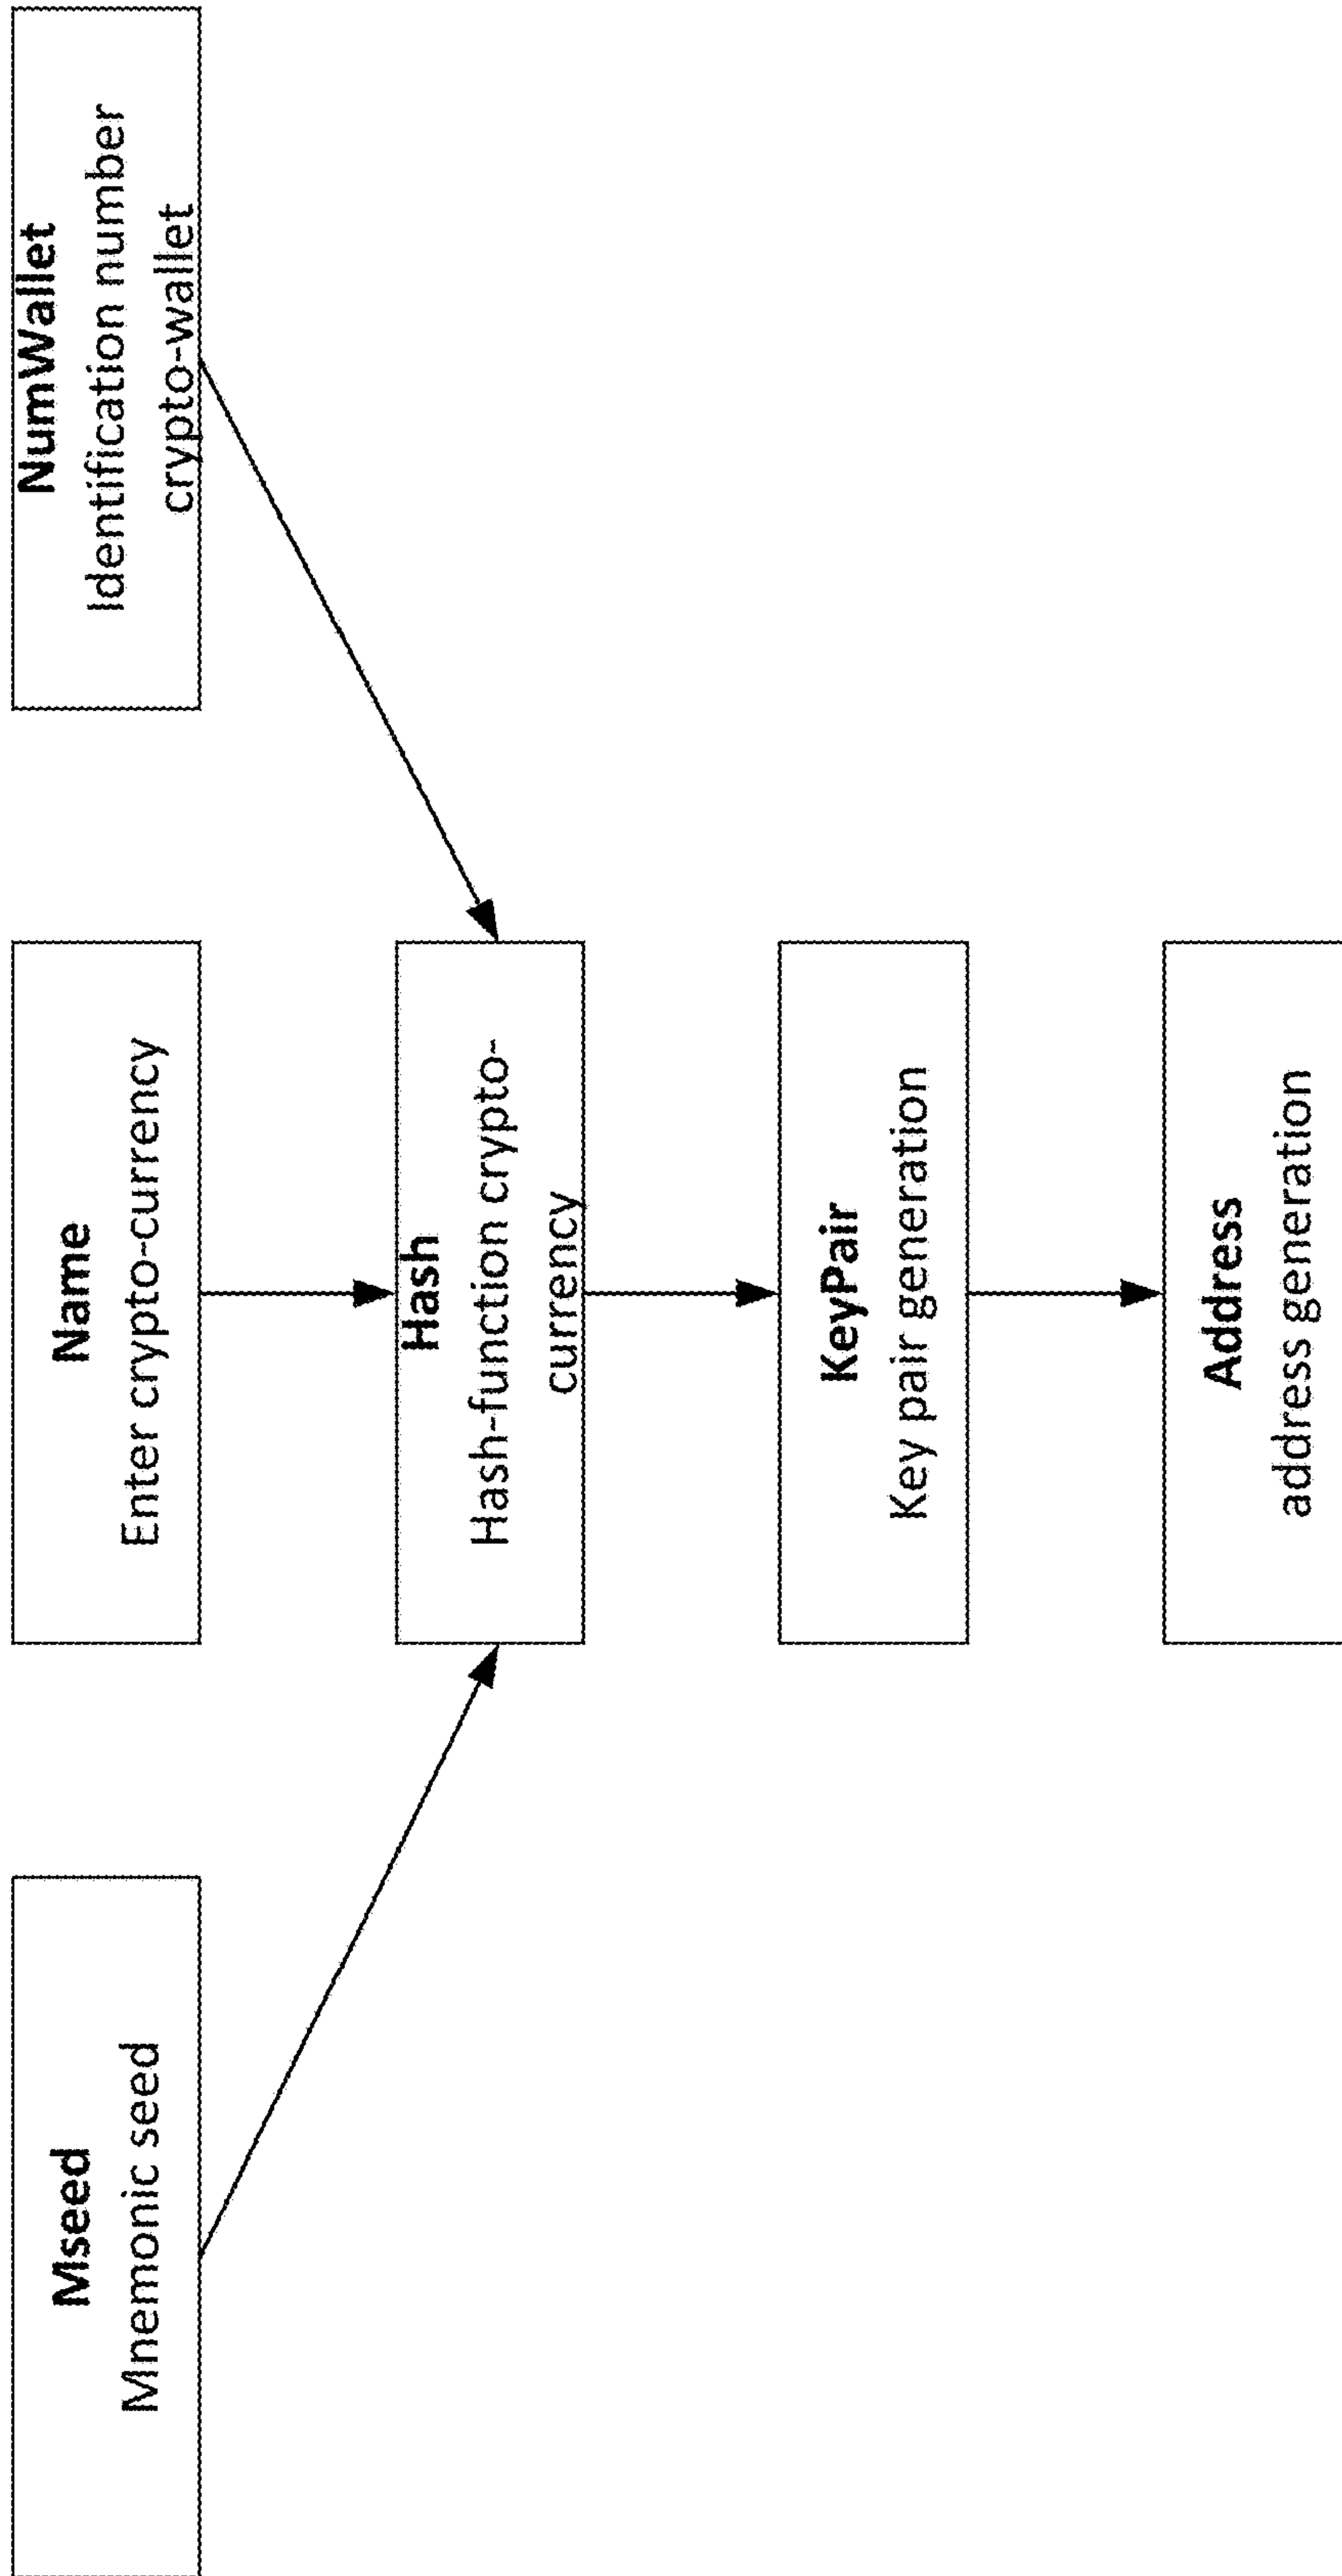 Mseed
Mnemonic seed
Name
Enter crypto-currency
NumWallet
Identification number
crypto-wallet
Hash
Hash-function crypto-
currency
KeyPair
Key pair generation
Address
address generation